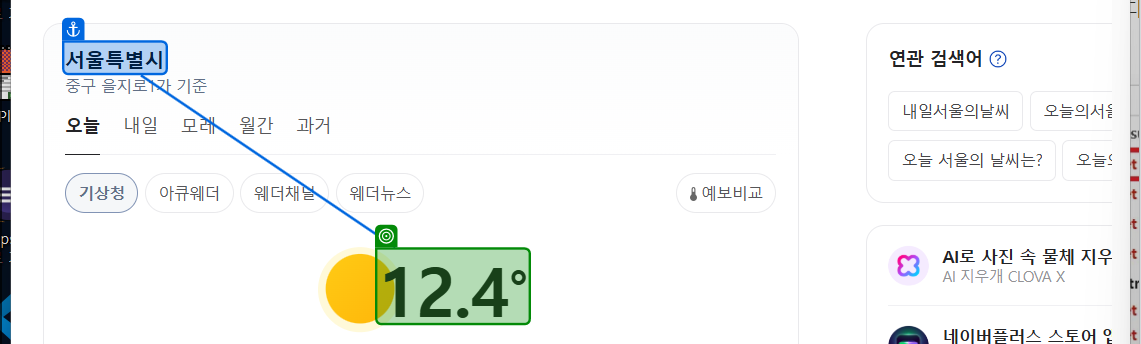 서울특별시
중구 을지로1가 기준
오늘 내일 모레 월간 과거
기상청 아큐웨더 웨더채널 웨더뉴스 예보비교
12.4°
연관 검색어 ?
내일서울의날씨 오늘의서울
오늘 서울의 날씨는?
AI로 사진 속 물체 지우
AI 지우개 CLOVA X
네이버플러스 스토어